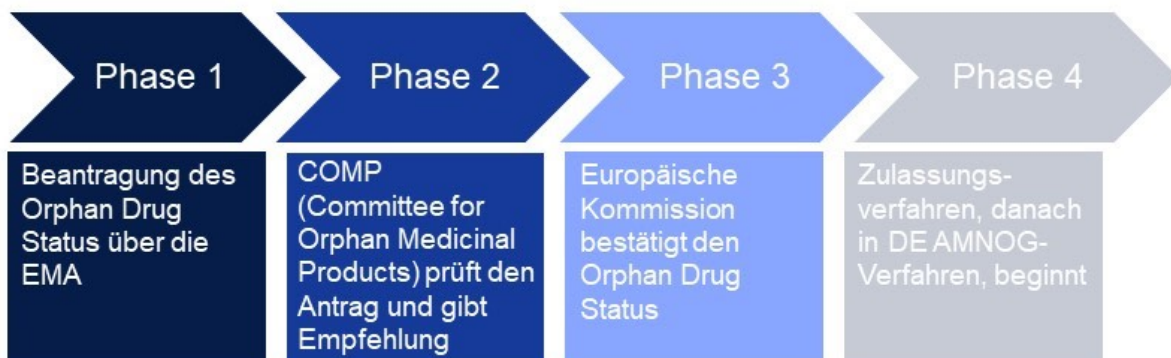 Phase 1
Phase 2
Phase 3
Phase 4
Beantragung des
Orphan Drug
Status über die
EMA
COMP
(Committee for
Orphan Medicinal
Products) prüft den
Antrag und gibt
Empfehlung
Europäische
Kommission
bestätigt den
Orphan Drug
Status
Zulassungs-
verfahren, danach
in DE AMNOG-
Verfahren, beginnt